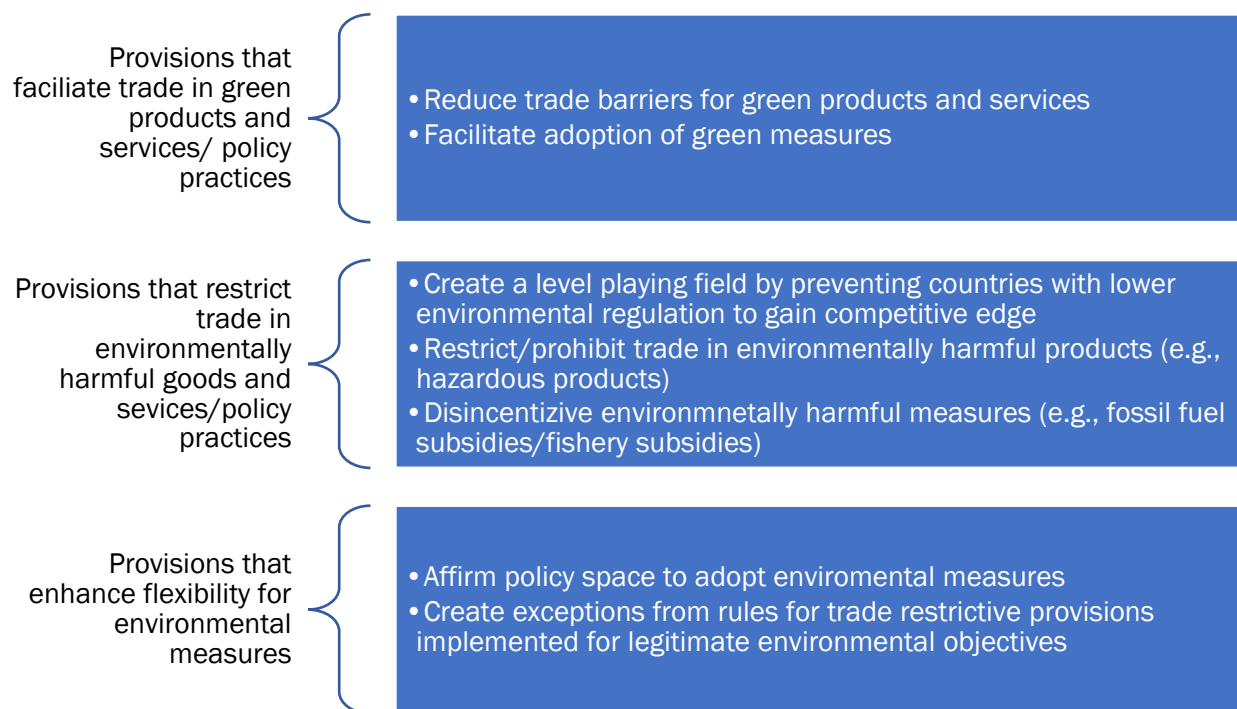 Provisions that
faciliate trade in green
products and
services/ policy
practices
•Reduce trade barriers for green products and services
•Facilitate adoption of green measures
Provisions that restrict
trade in
environmentally
harmful goods and
sevices/policy
practices
•Create a level playing field by preventing countries with lower
environmental regulation to gain competitive edge
•Restrict/prohibit trade in environmentally harmful products (e.g.,
hazardous products)
•Disincentizive environmnetally harmful measures (e.g., fossil fuel
subsidies/fishery subsidies)
Provisions that
enhance flexibility for
environmental
measures
•Affirm policy space to adopt enviromental measures
•Create exceptions from rules for trade restrictive provisions
implemented for legitimate environmental objectives